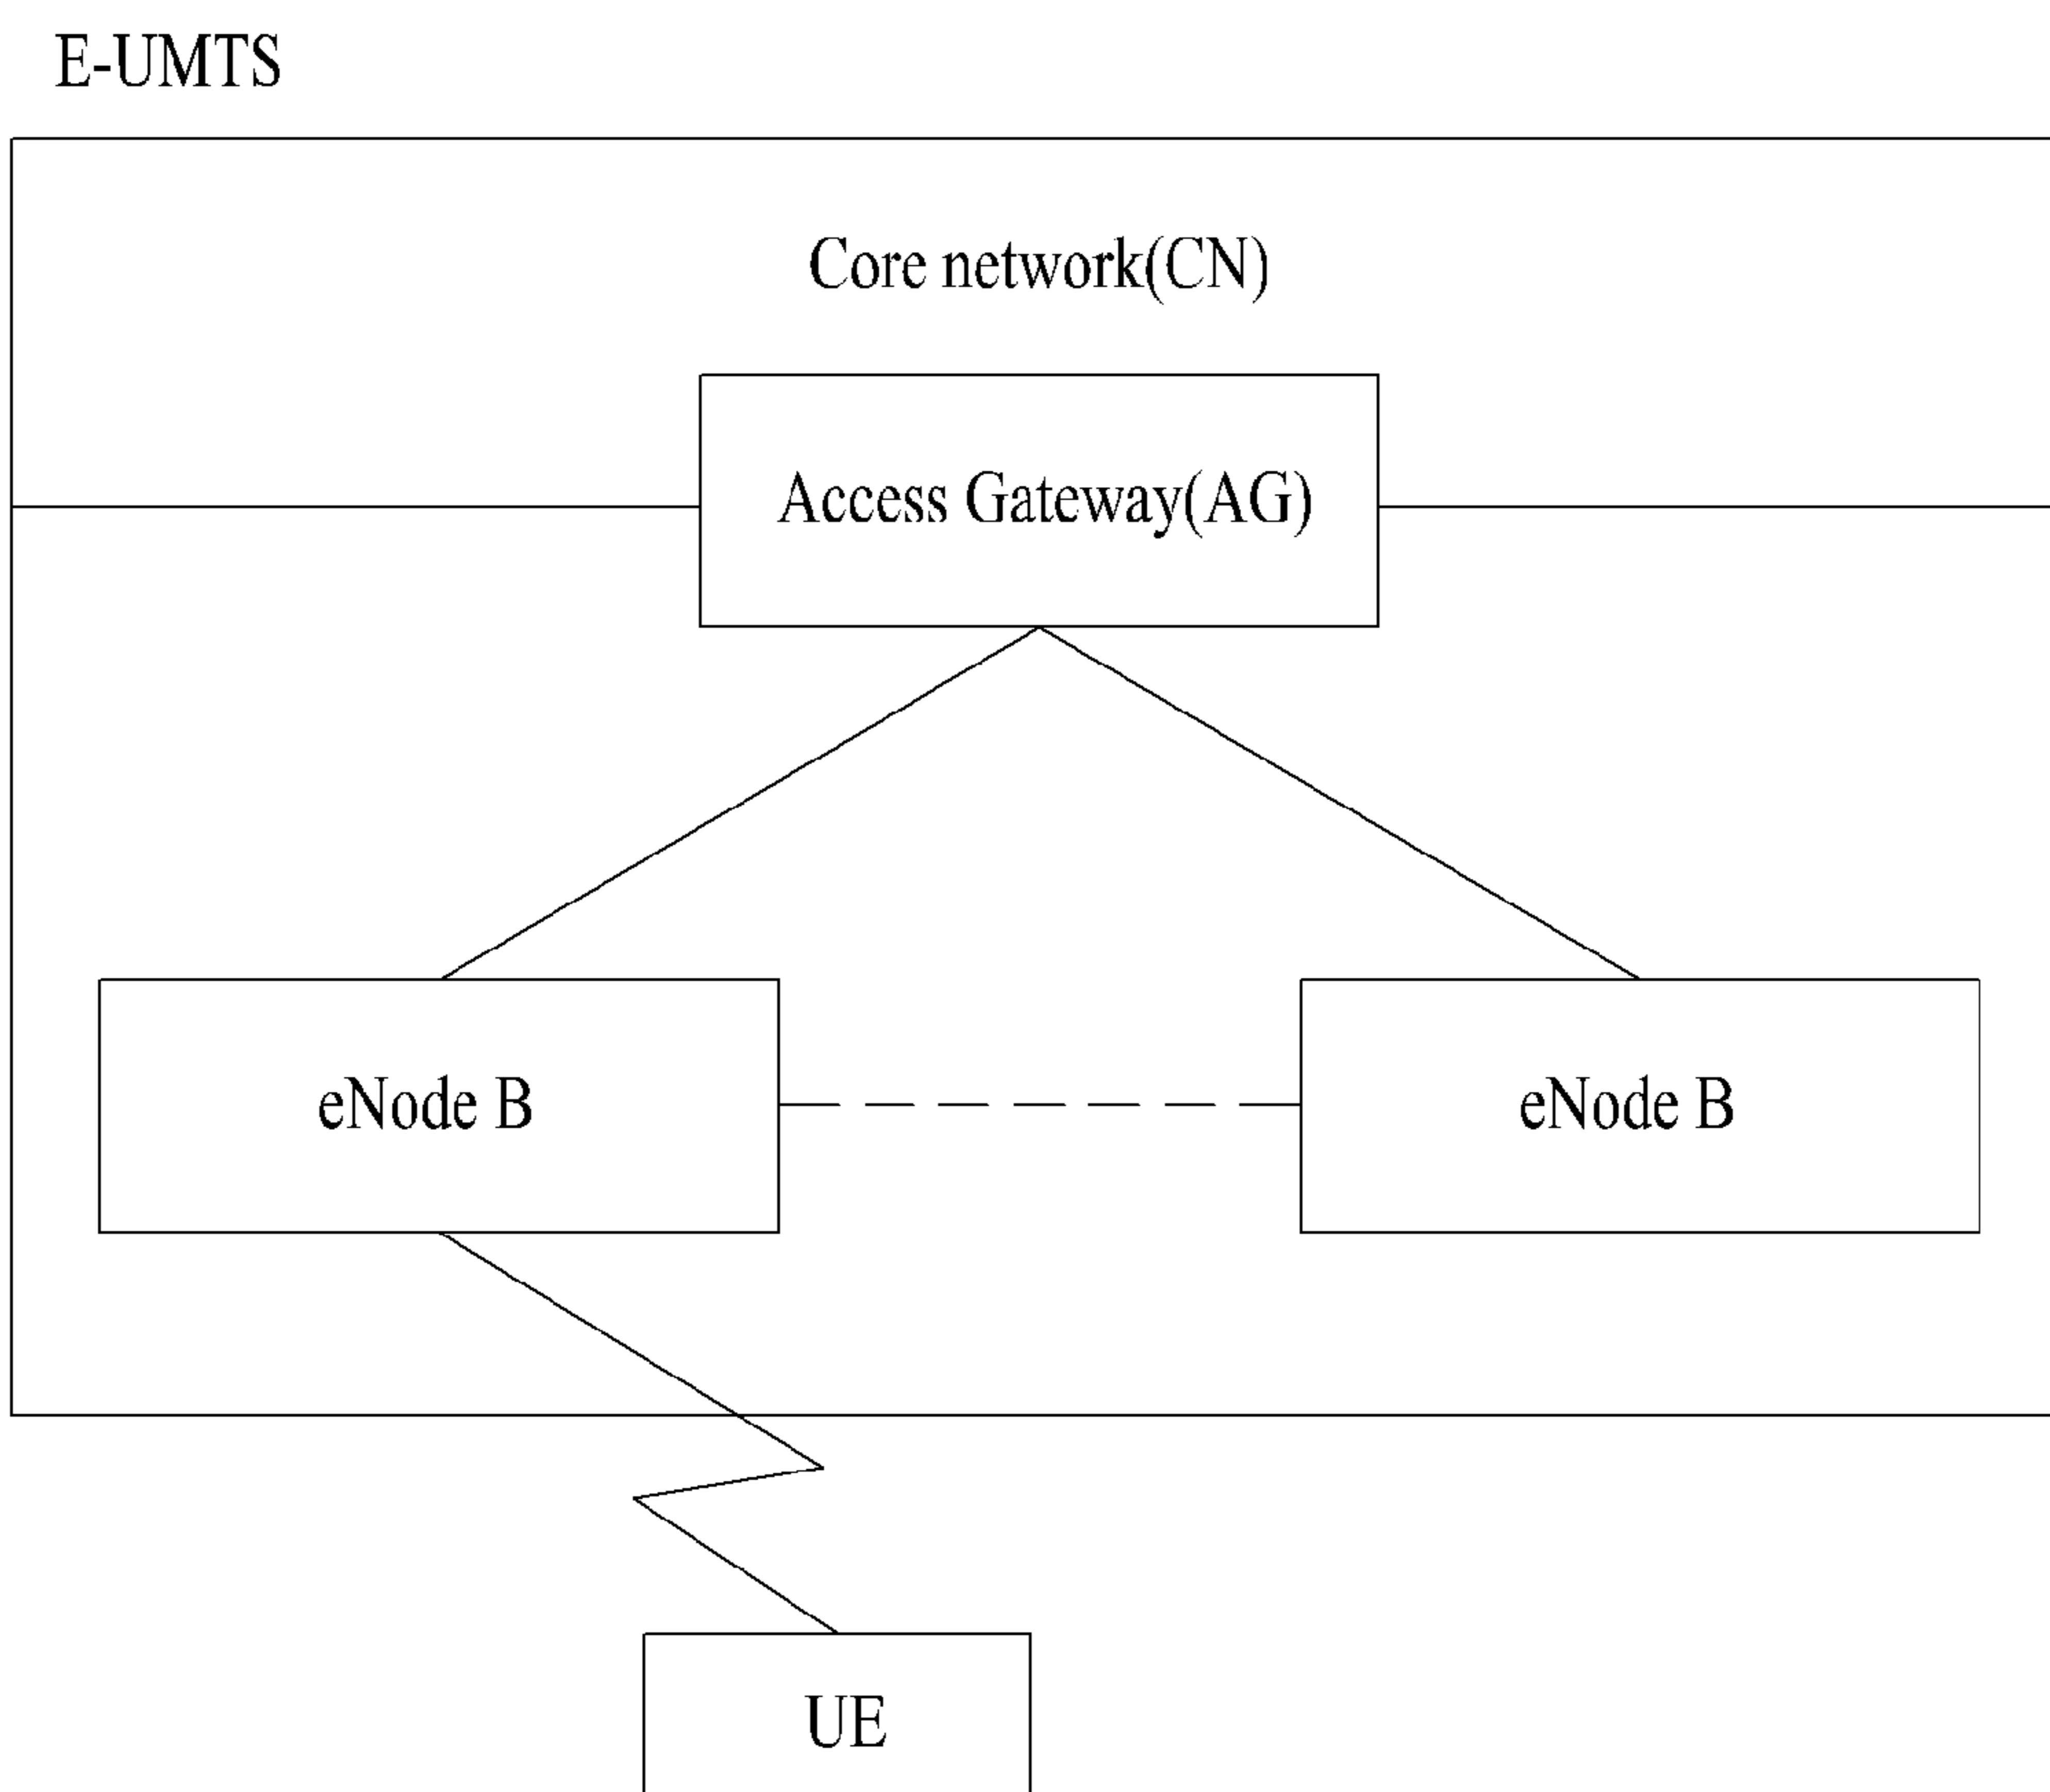 E-UMTS
Core network(CN)
Access Gateway(AG)
eNode B
eNode B
UE